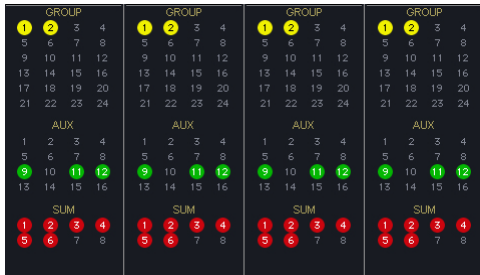 GROUP GROUP GROUP GROUP
1 2 3 4 1 2 3 4 1 2 3 4 1 2 3 4
5 6 7 8 5 6 7 8 5 6 7 8 5 6 7 8
9 10 11 12 9 10 11 12 9 10 11 12 9 10 11 12
13 14 15 16 13 14 15 16 13 14 15 16 13 14 15 16
17 18 19 20 17 18 19 20 17 18 19 20 17 18 19 20
21 22 23 24 21 22 23 24 21 22 23 24 21 22 23 24
AUX AUX AUX AUX
1 2 3 4 1 2 3 4 1 2 3 4 1 2 3 4
5 6 7 8 5 6 7 8 5 6 7 8 5 6 7 8
9 10 11 12 9 10 11 12 9 10 11 12 9 10 11 12
13 14 15 16 13 14 15 16 13 14 15 16 13 14 15 16
SUM SUM SUM SUM
1 2 3 4 1 2 3 4 1 2 3 4 1 2 3 4
5 6 7 8 5 6 7 8 5 6 7 8 5 6 7 8